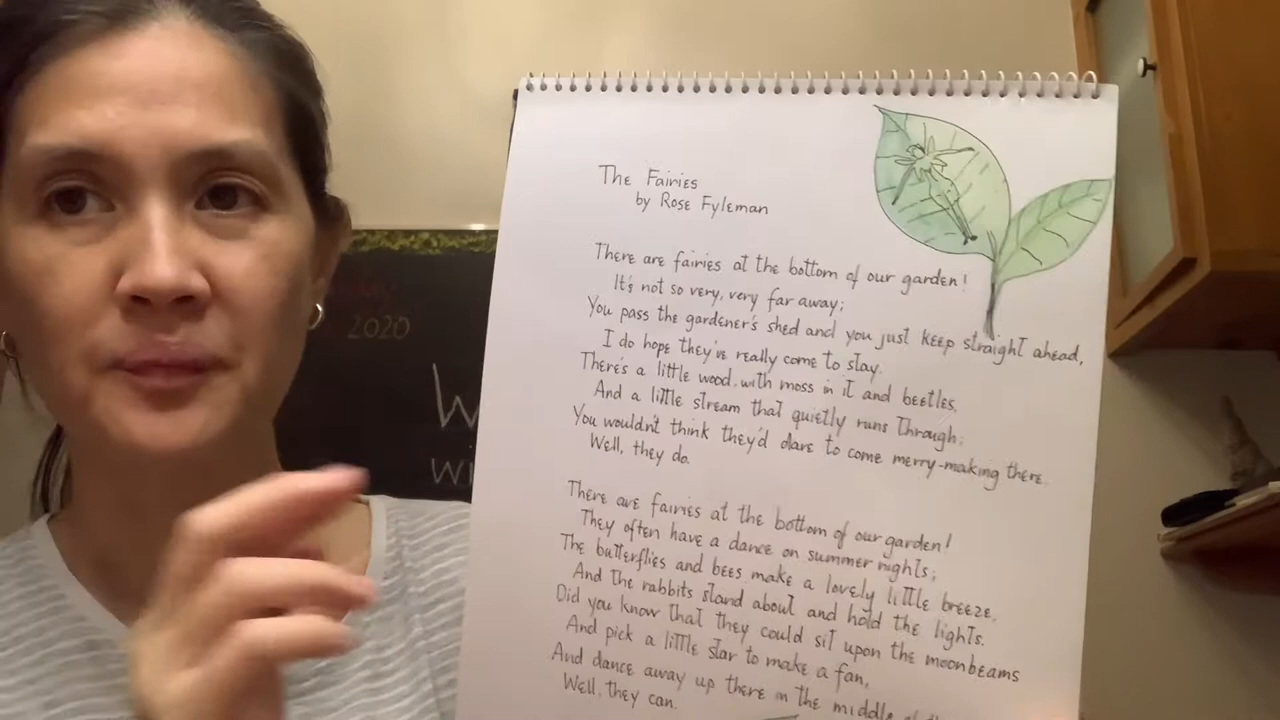 The Fairies
by Rose Fyleman
There are fairies at the bottom of our garden!
It's not so very, very far away;
You pass the gardener's shed and you just keep straight ahead,
I do hope they've really come to stay.
There's a little wood, with moss in it and beetles,
And a little stream that quietly runs through;
You wouldn't think they'd dare to come merry-making there.
Well, they do.
There are fairies at the bottom of our garden!
They often have a dance on summer nights;
The butterflies and bees make a lovely little breeze,
And the rabbits stand about and hold the lights.
Did you know that they could sit upon the moonbeams
And pick a little star to make a fan,
And dance away up there in the middle of
Well, they can.
2020
W
Wi